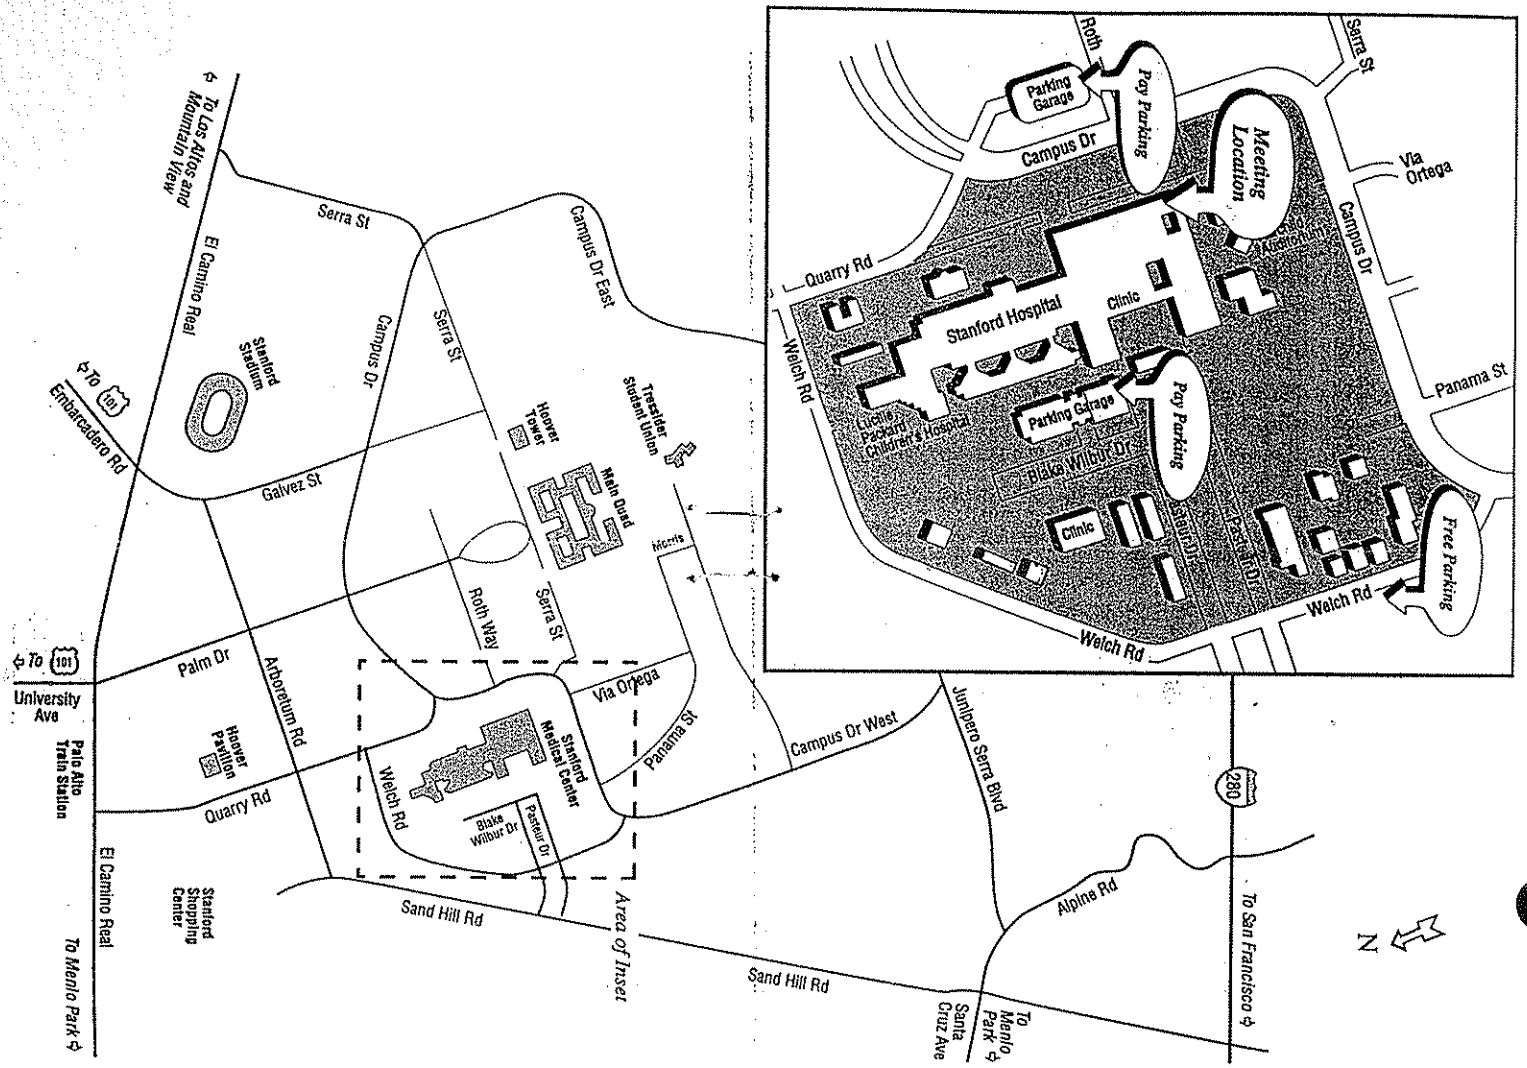 Roth
Serra St
Parking
Garage
Pay Parking
Meeting
Location
Campus Dr
Via
Ortega
Campus Dr
Auditorium
Quarry Rd
Clinic
Stanford Hospital
Welch Rd
Panama St
Parking Garage
Pay Parking
Lucile
Packard
Children's Hospital
Blake Wilbur Dr
Clinic
Pasteur Dr
Free Parking
Welch Rd
Welch Rd
To Los Altos and
Mountain View
Serra St
Campus Dr East
El Camino Real
Campus Dr
Serra St
Stanford
Stadium
To 101
Embarcadero Rd
Hoover
Tower
Tressider
Student Union
Main Quad
Galvez St
Morris
Roth Way
Serra St
To 101
University
Ave
Palm Dr
Arboretum Rd
Via Ortega
Panama St
Campus Dr West
Junipero Serra Blvd
Palo Alto
Train Station
Hoover
Pavilion
Stanford
Medical Center
Quarry Rd
Welch Rd
Blake
Wilbur Dr
Pasteur Dr
280
El Camino Real
Stanford
Shopping
Center
Sand Hill Rd
Area of Inset
Alpine Rd
To San Francisco
N
To Menlo Park
Sand Hill Rd
To
Menlo
Park
Santa
Cruz Ave